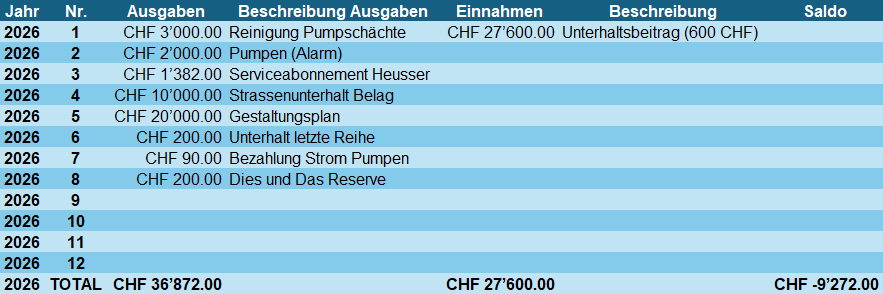 Jahr Nr. Ausgaben Beschreibung Ausgaben Einnahmen Beschreibung Saldo
2026 1 CHF 3’000.00 Reinigung Pumpschächte CHF 27’600.00 Unterhaltsbeitrag (600 CHF)
2026 2 CHF 2’000.00 Pumpen (Alarm)
2026 3 CHF 1’382.00 Serviceabonnement Heusser
2026 4 CHF 10’000.00 Strassenunterhalt Belag
2026 5 CHF 20’000.00 Gestaltungsplan
2026 6 CHF 200.00 Unterhalt letzte Reihe
2026 7 CHF 90.00 Bezahlung Strom Pumpen
2026 8 CHF 200.00 Dies und Das Reserve
2026 9
2026 10
2026 11
2026 12
2026 TOTAL CHF 36’872.00 CHF 27’600.00 CHF -9’272.00